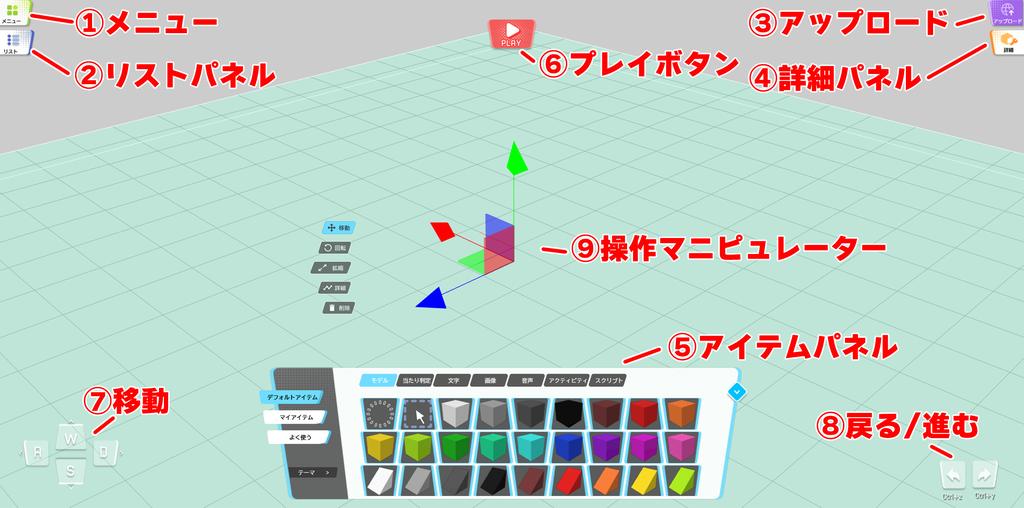 メニュー
①メニュー
リスト
②リストパネル
PLAY
⑥プレイボタン
アップロード
③アップロード
詳細
④詳細パネル
移動
回転
拡縮
詳細
削除
⑨操作マニピュレーター
⑤アイテムパネル
モデル 当たり判定 文字 画像 音声 アクティビティ スクリプト
デフォルトアイテム
マイアイテム
よく使う
テーマ >
⑦移動
W
A S D
⑧戻る/進む
Ctrl+z Ctrl+y